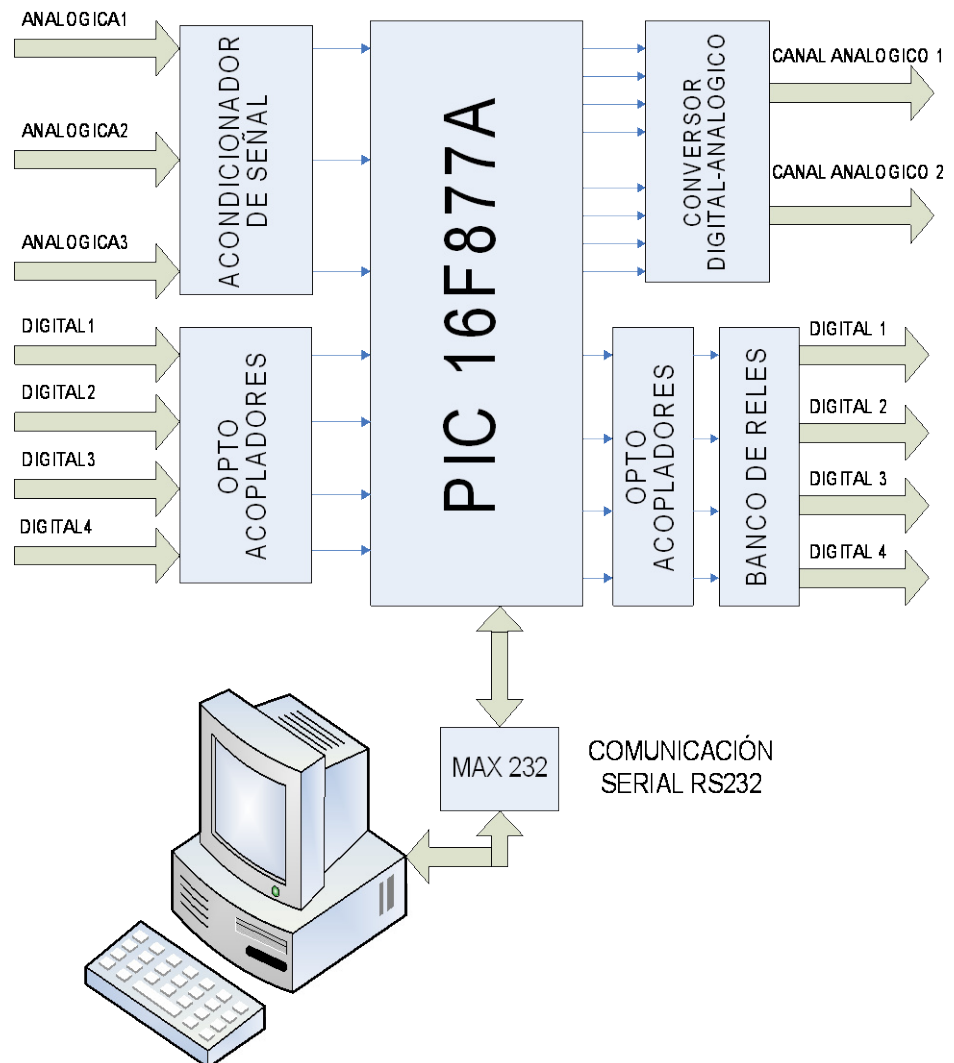 ANALOGICA1
ANALOGICA2
ANALOGICA3
ACONDICIONADOR
DE SEÑAL
DIGITAL1
DIGITAL2
DIGITAL3
DIGITAL4
OPTO
ACOPLADORES
PIC 16F877A
CONVERSOR
DIGITAL-ANALOGICO
CANAL ANALOGICO 1
CANAL ANALOGICO 2
OPTO
ACOPLADORES
BANCO DE RELES
DIGITAL 1
DIGITAL 2
DIGITAL 3
DIGITAL 4
MAX 232
COMUNICACIÓN
SERIAL RS232